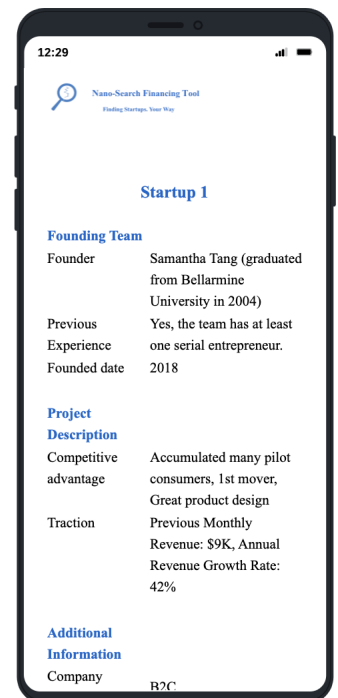 12:29
Nano-Search Financing Tool
Finding Startups, Your Way
Startup 1
Founding Team
Founder
Samantha Tang (graduated
from Bellarmine
University in 2004)
Previous
Experience
Yes, the team has at least
one serial entrepreneur.
Founded date
2018
Project
Description
Competitive
advantage
Accumulated many pilot
consumers, 1st mover,
Great product design
Traction
Previous Monthly
Revenue: $9K, Annual
Revenue Growth Rate:
42%
Additional
Information
Company
B2C